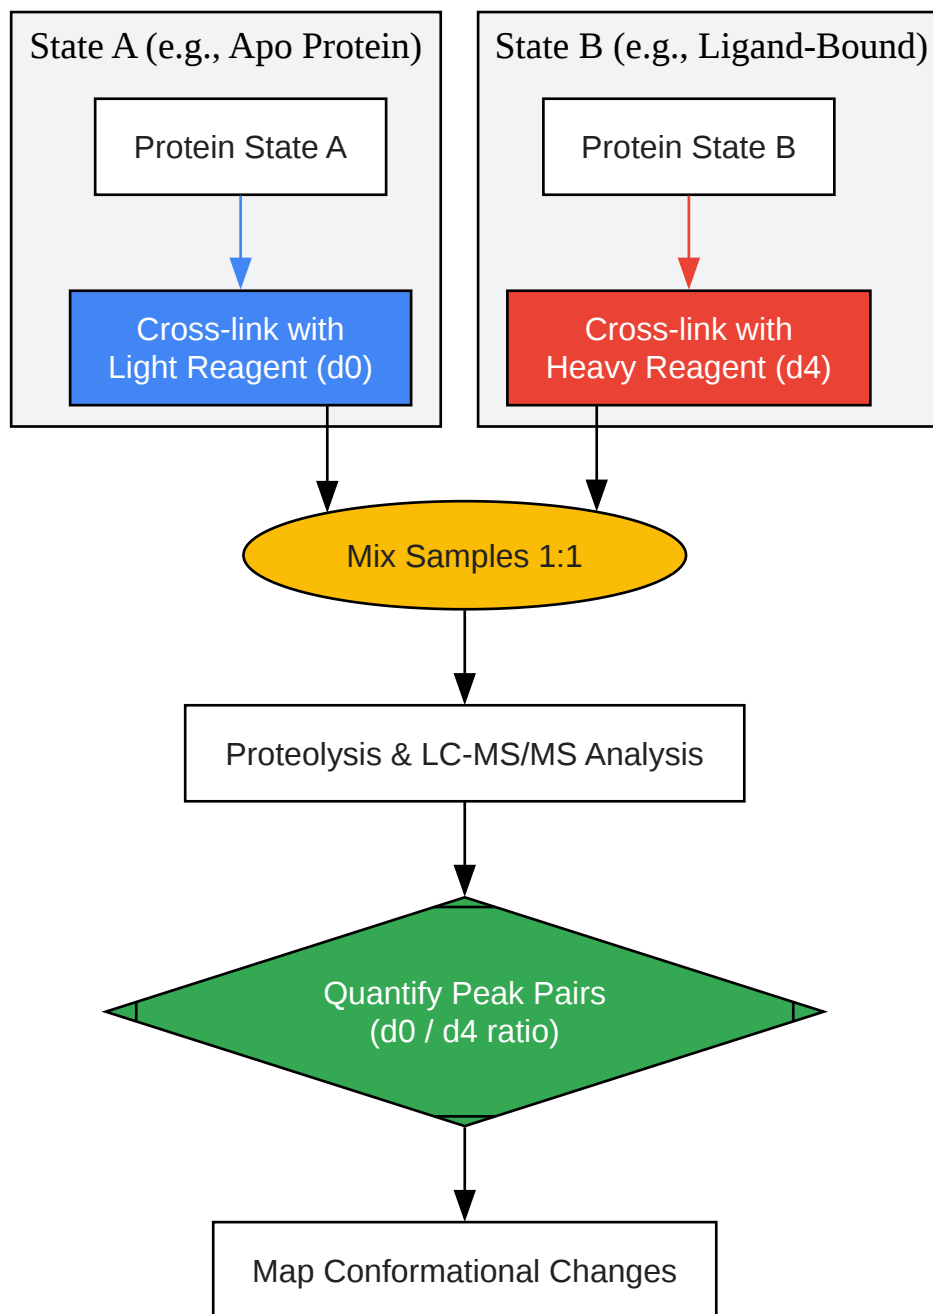 State A (e.g., Apo Protein)
State B (e.g., Ligand-Bound)
Protein State A
Protein State B
Cross-link with
Light Reagent (d0)
Cross-link with
Heavy Reagent (d4)
Mix Samples 1:1
Proteolysis & LC-MS/MS Analysis
Quantify Peak Pairs
(d0 / d4 ratio)
Map Conformational Changes